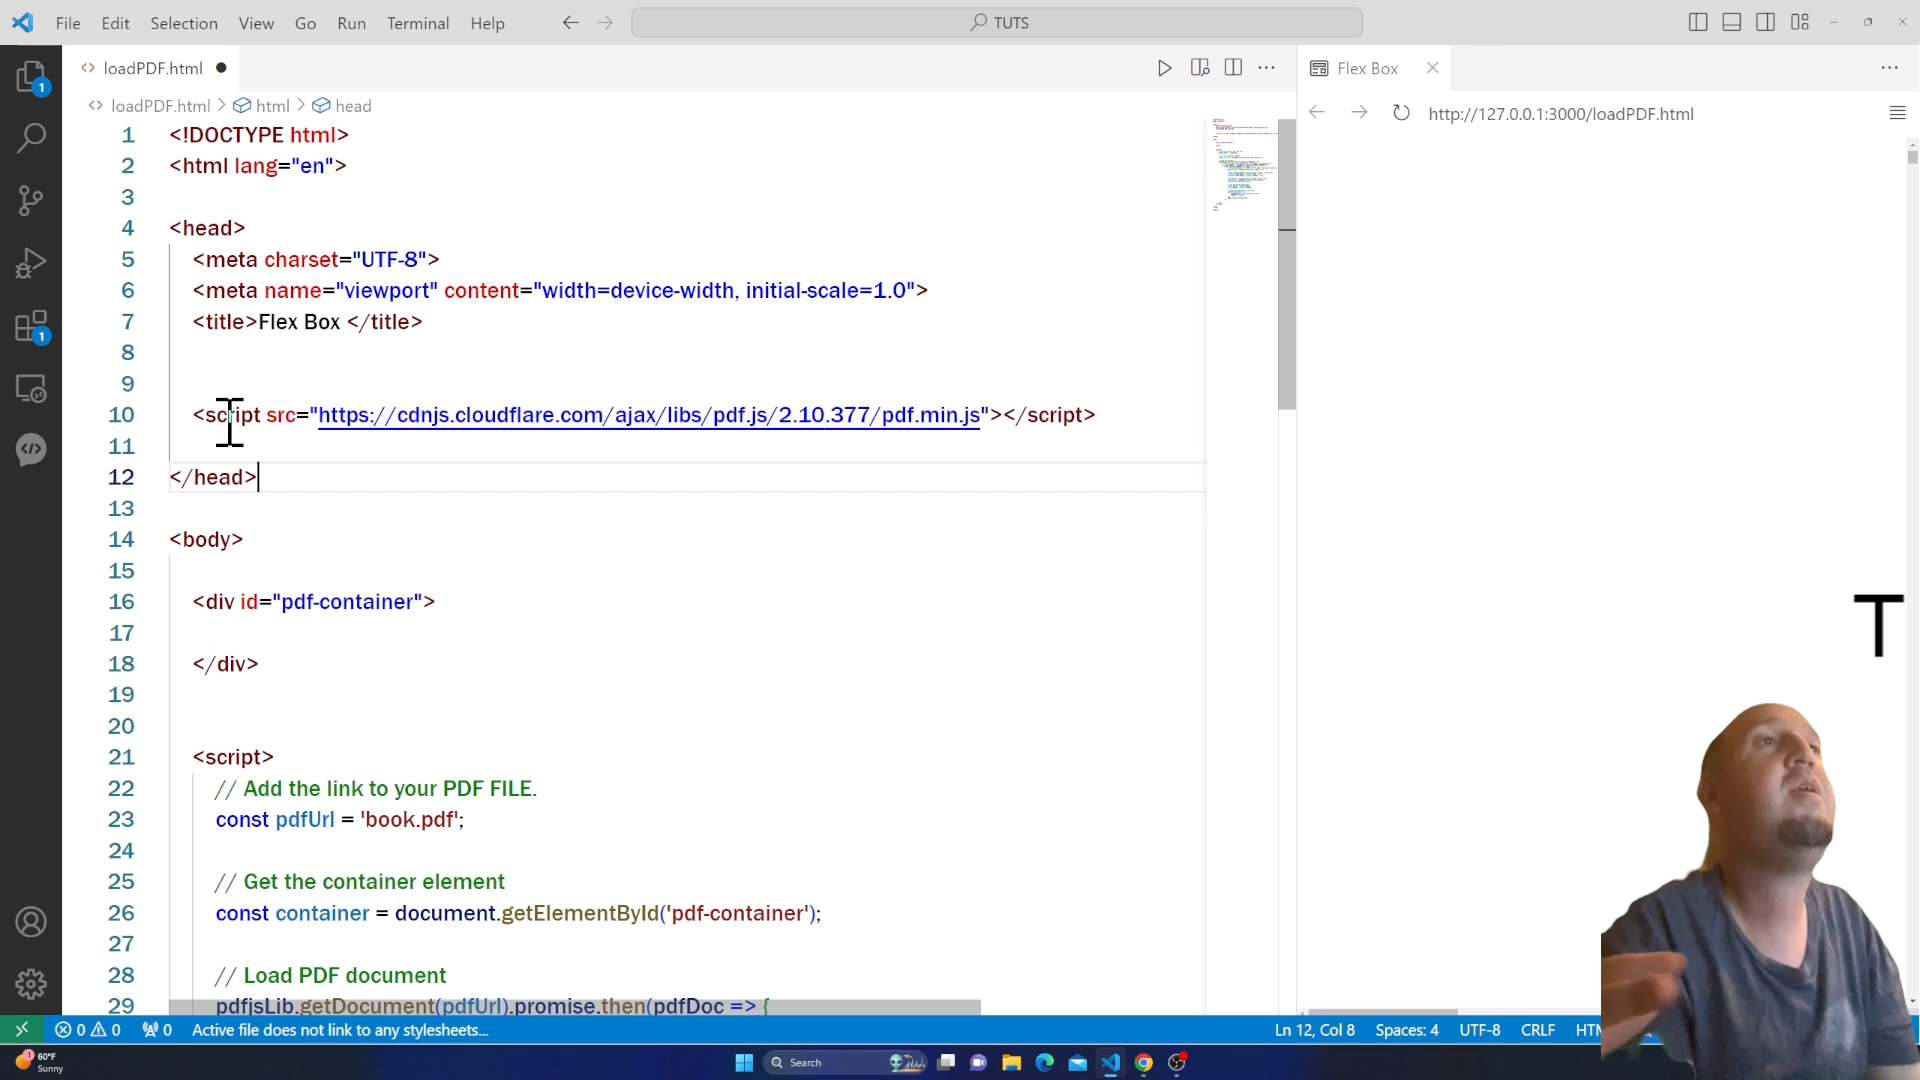 File Edit Selection View Go Run Terminal Help
TUTS
loadPDF.html
Flex Box
loadPDF.html > html > head
http://127.0.0.1:3000/loadPDF.html
1 <!DOCTYPE html>
2 <html lang="en">
3
4 <head>
5 <meta charset="UTF-8">
6 <meta name="viewport" content="width=device-width, initial-scale=1.0">
7 <title>Flex Box </title>
8
9
10 <script src="https://cdnjs.cloudflare.com/ajax/libs/pdf.js/2.10.377/pdf.min.js"></script>
11
12 </head>
13
14 <body>
15
16 <div id="pdf-container">
17
18 </div>
19
20
21 <script>
22 // Add the link to your PDF FILE.
23 const pdfUrl = 'book.pdf';
24
25 // Get the container element
26 const container = document.getElementById('pdf-container');
27
28 // Load PDF document
29 pdfjsLib.getDocument(pdfUrl).promise.then(pdfDoc => {
T
1
1
0 0 0 Active file does not link to any stylesheets...
Ln 12, Col 8 Spaces: 4 UTF-8 CRLF
1 60°F
Sunny
Search